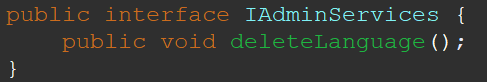 public interface IAdminServices {
    public void deleteLanguage();
}